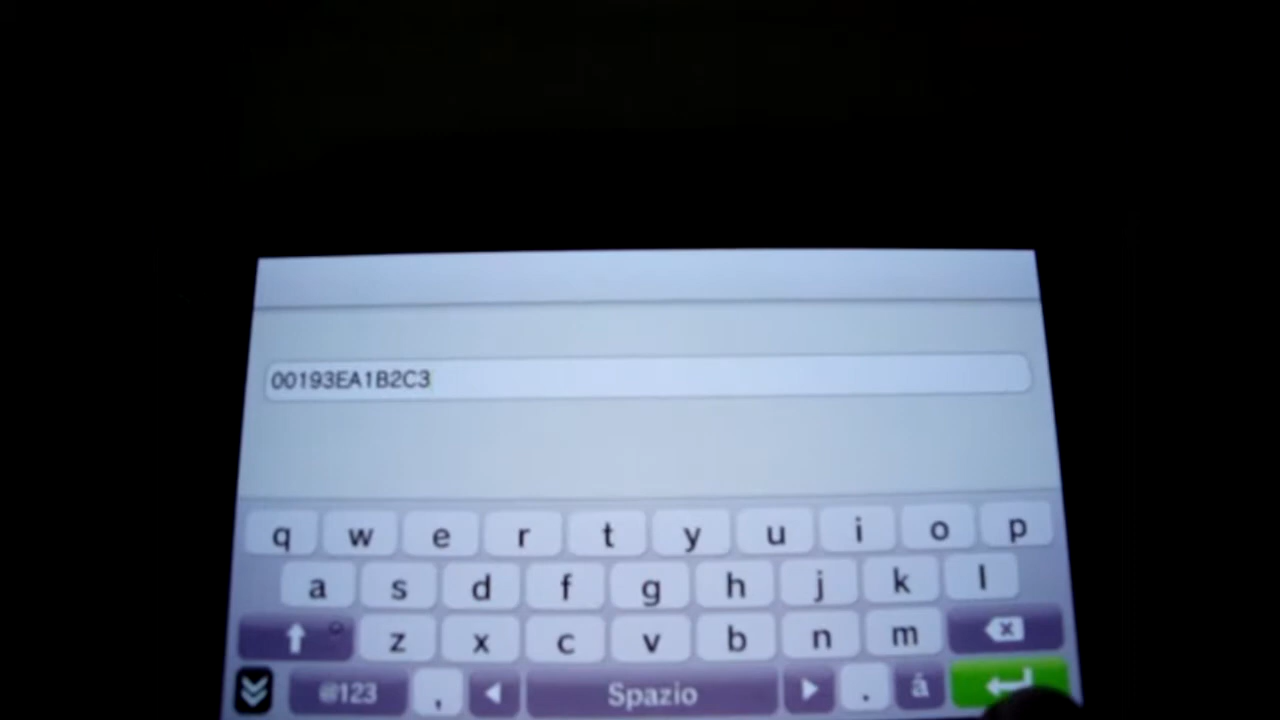 00193EA1B2C3
q w e r t y u i o p
a s d f g h j k l
z x c v b n m
@123 , Spazio . à